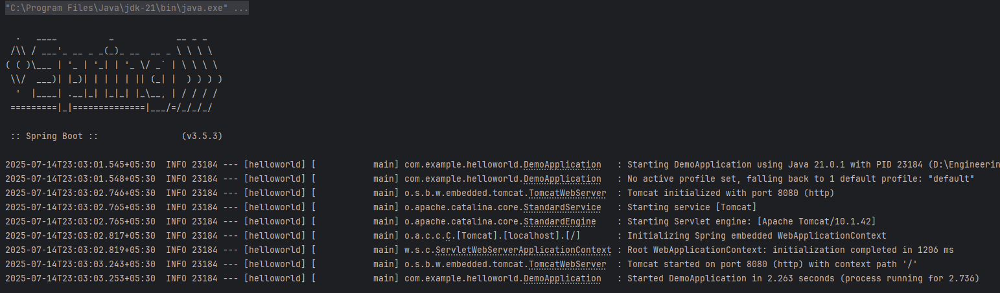 "C:\Program Files\Java\jdk-21\bin\java.exe" ...
  .   ____          _            __ _ _
 /\\ / ___'_ __ _ _(_)_ __  __ _ \ \ \ \
( ( )\___ | '_ | '_| | '_ \/ _` | \ \ \ \
 \\/  ___)| |_)| | | | | || (_| |  ) ) ) )
  '  |____| .__|_| |_|_| |_\__, | / / / /
 =========|_|==============|___/=/_/_/_/
 :: Spring Boot ::                (v3.5.3)
2025-07-14T23:03:01.545+05:30  INFO 23184 --- [helloworld] [           main] com.example.helloworld.DemoApplication   : Starting DemoApplication using Java 21.0.1 with PID 23184 (D:\Engineerin
2025-07-14T23:03:01.548+05:30  INFO 23184 --- [helloworld] [           main] com.example.helloworld.DemoApplication   : No active profile set, falling back to 1 default profile: "default"
2025-07-14T23:03:02.746+05:30  INFO 23184 --- [helloworld] [           main] o.s.b.w.embedded.tomcat.TomcatWebServer  : Tomcat initialized with port 8080 (http)
2025-07-14T23:03:02.765+05:30  INFO 23184 --- [helloworld] [           main] o.apache.catalina.core.StandardService   : Starting service [Tomcat]
2025-07-14T23:03:02.765+05:30  INFO 23184 --- [helloworld] [           main] o.apache.catalina.core.StandardEngine    : Starting Servlet engine: [Apache Tomcat/10.1.42]
2025-07-14T23:03:02.817+05:30  INFO 23184 --- [helloworld] [           main] o.a.c.c.C.[Tomcat].[localhost].[/]       : Initializing Spring embedded WebApplicationContext
2025-07-14T23:03:02.819+05:30  INFO 23184 --- [helloworld] [           main] w.s.c.ServletWebServerApplicationContext : Root WebApplicationContext: initialization completed in 1206 ms
2025-07-14T23:03:03.243+05:30  INFO 23184 --- [helloworld] [           main] o.s.b.w.embedded.tomcat.TomcatWebServer  : Tomcat started on port 8080 (http) with context path '/'
2025-07-14T23:03:03.253+05:30  INFO 23184 --- [helloworld] [           main] com.example.helloworld.DemoApplication   : Started DemoApplication in 2.263 seconds (process running for 2.736)